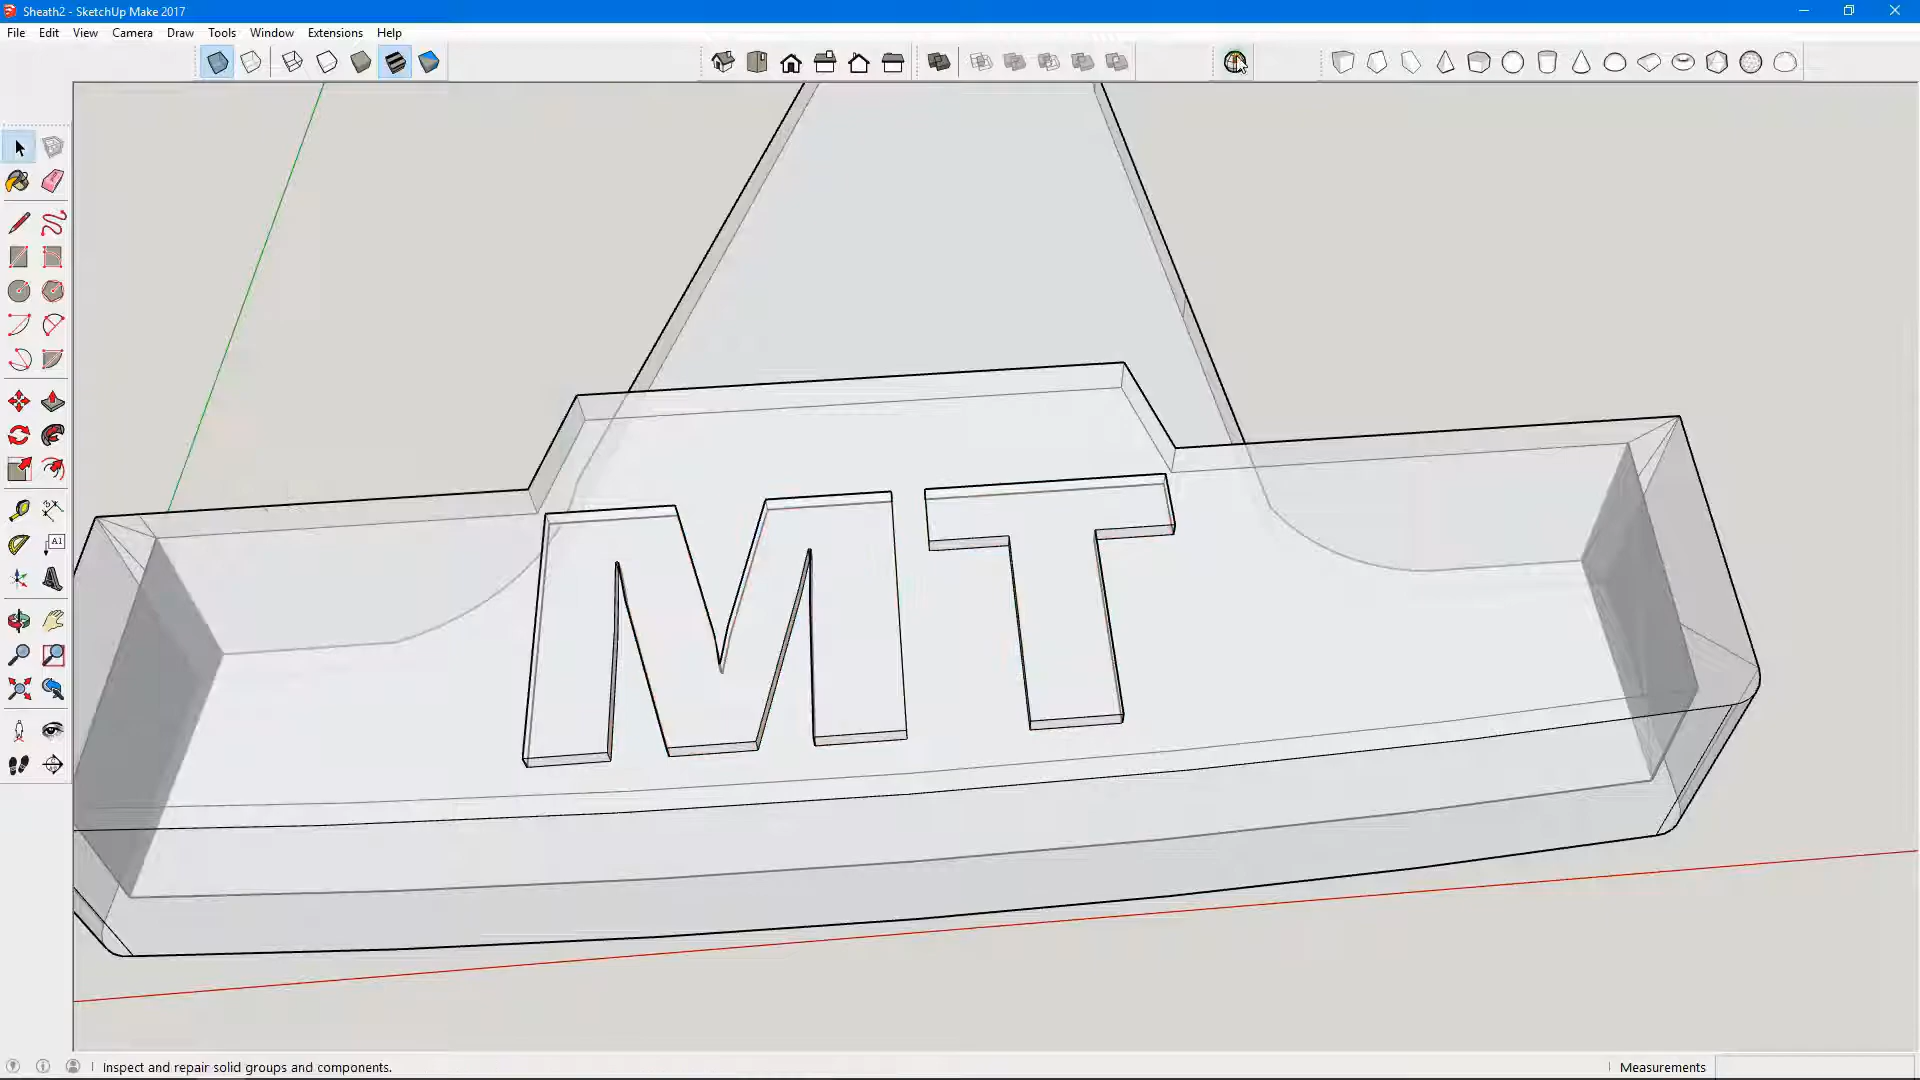 Sheath2 - SketchUp Make 2017
File Edit View Camera Draw Tools Window Extensions Help
A1
MT
Inspect and repair solid groups and components.
Measurements